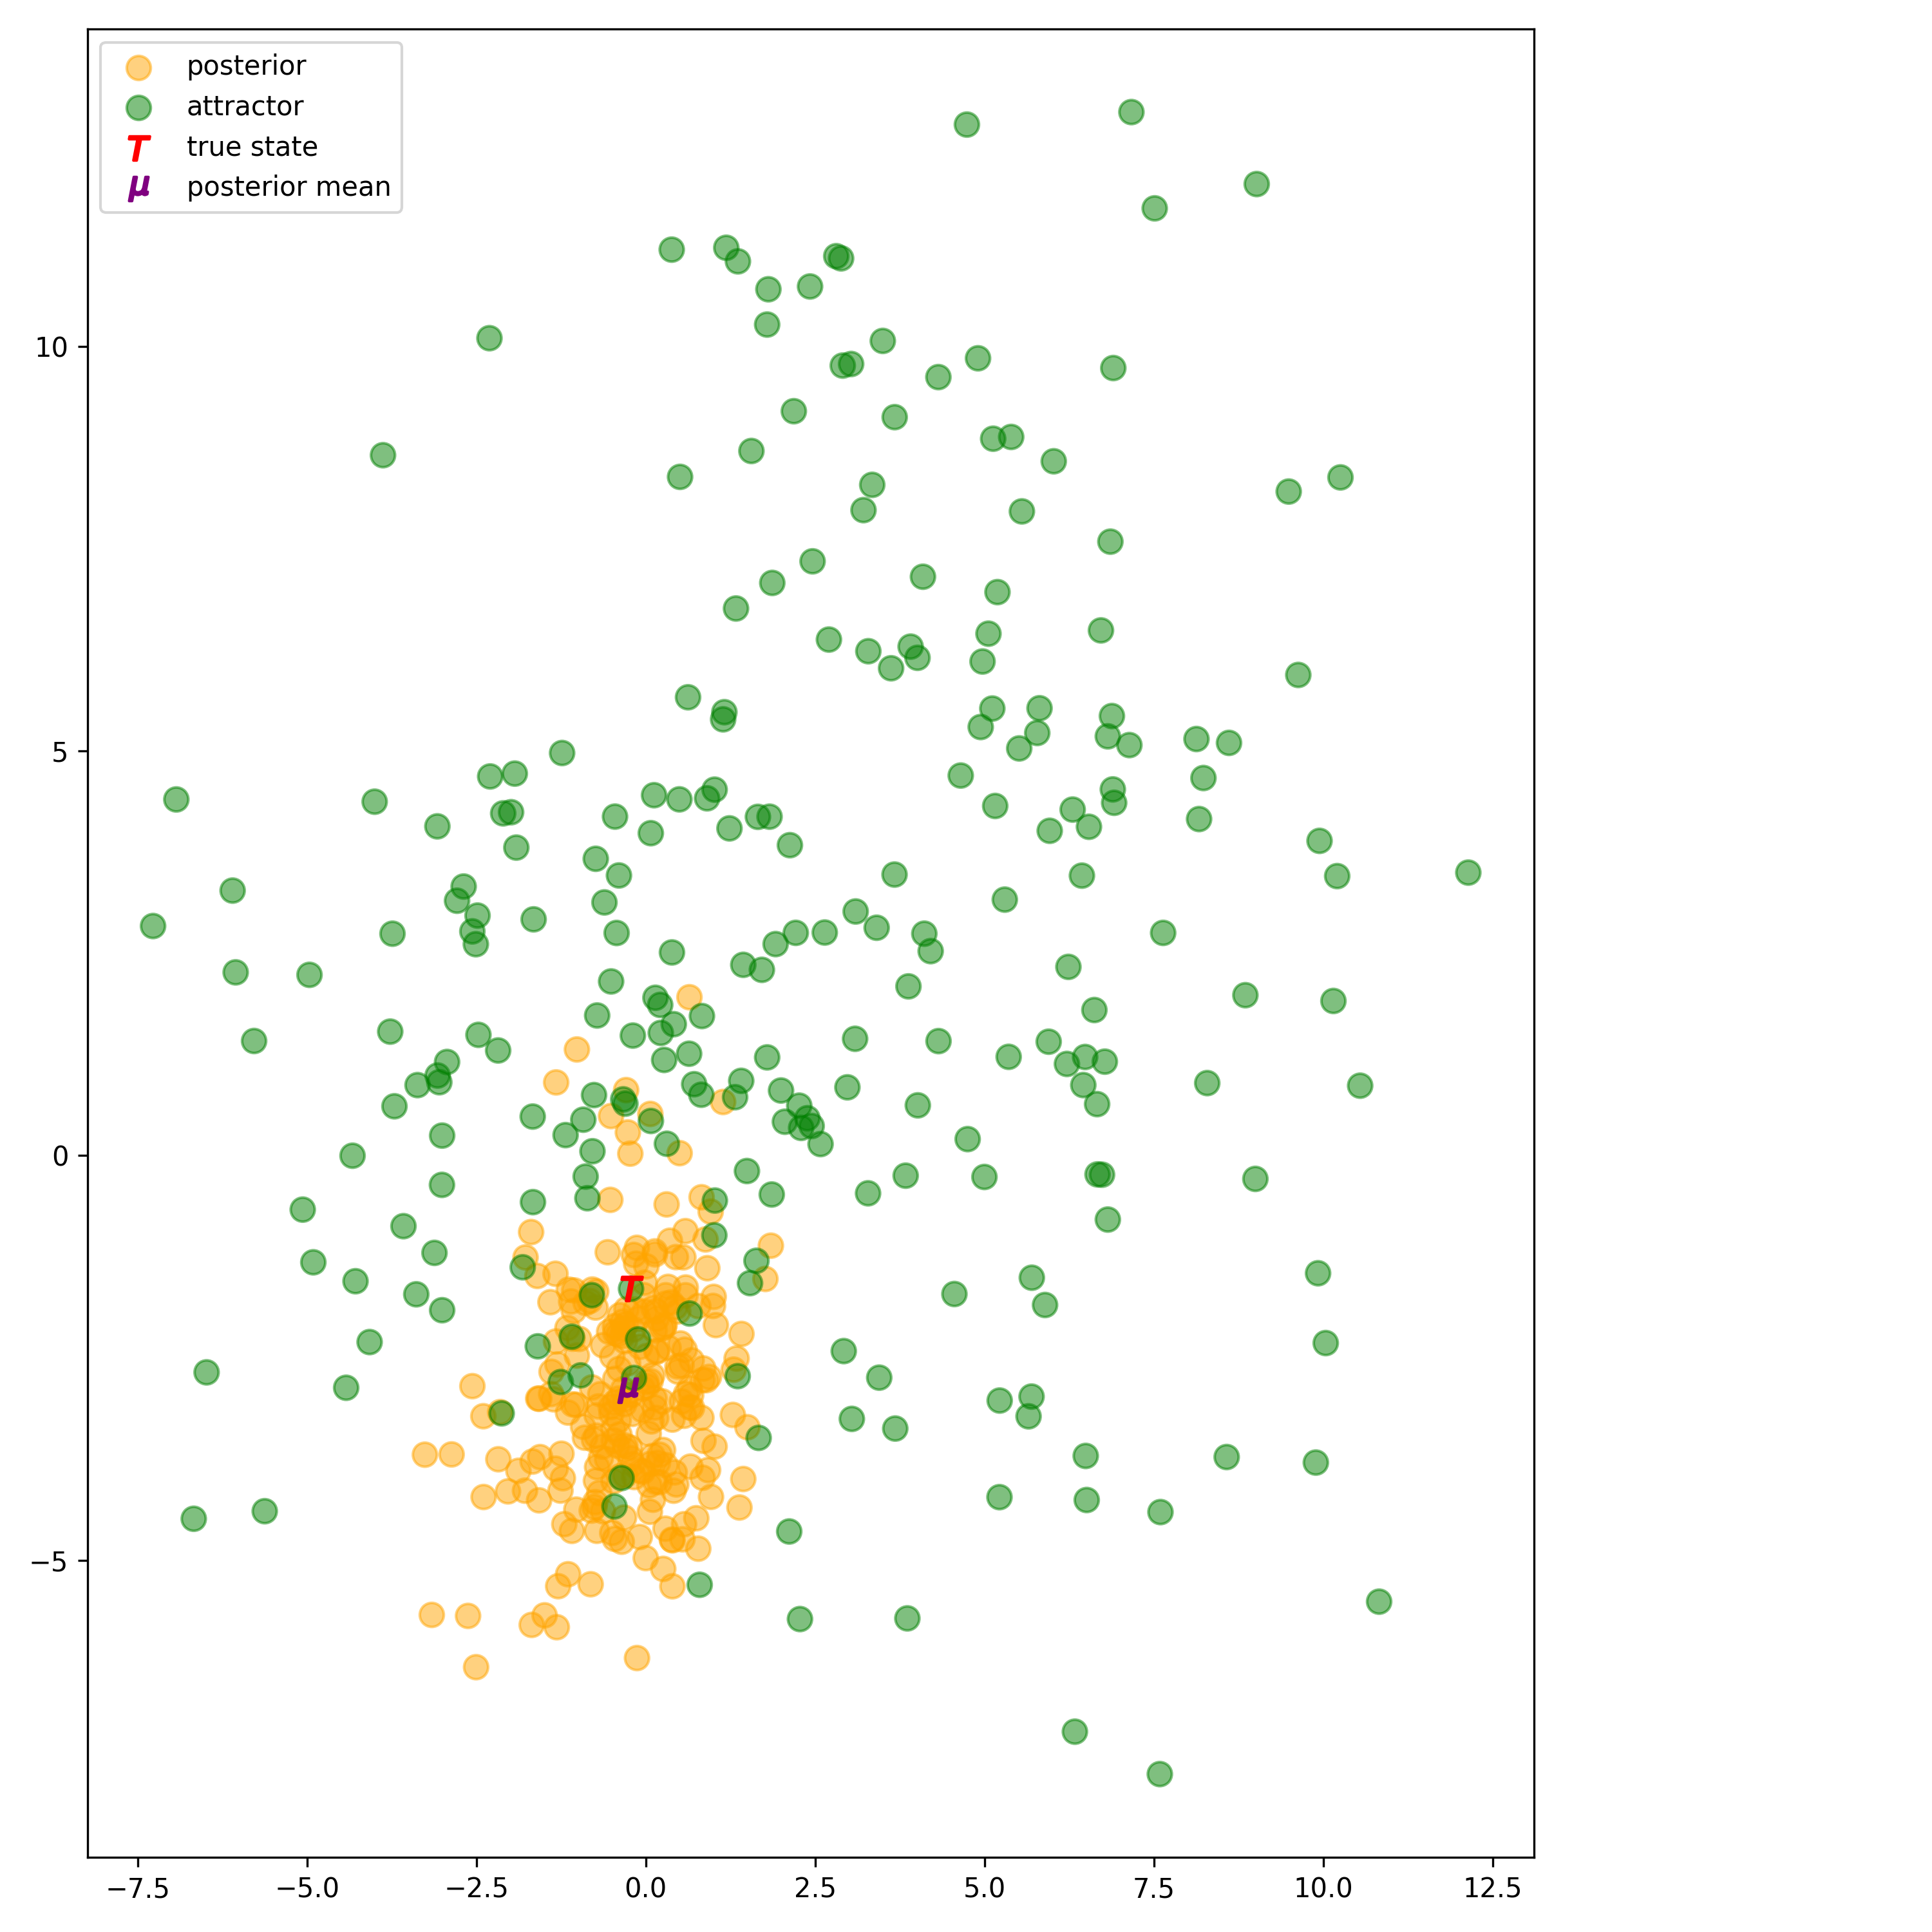 posterior
attractor
T true state
μ posterior mean
10
5
0
−5
−7.5 −5.0 −2.5 0.0 2.5 5.0 7.5 10.0 12.5
T
μ